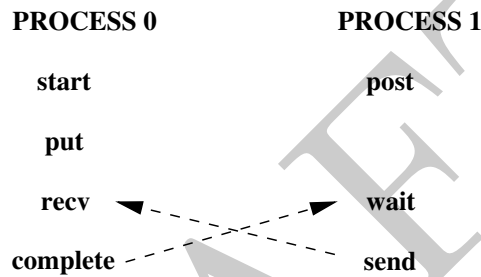 PROCESS 0 PROCESS 1
start post
put
recv wait
complete send